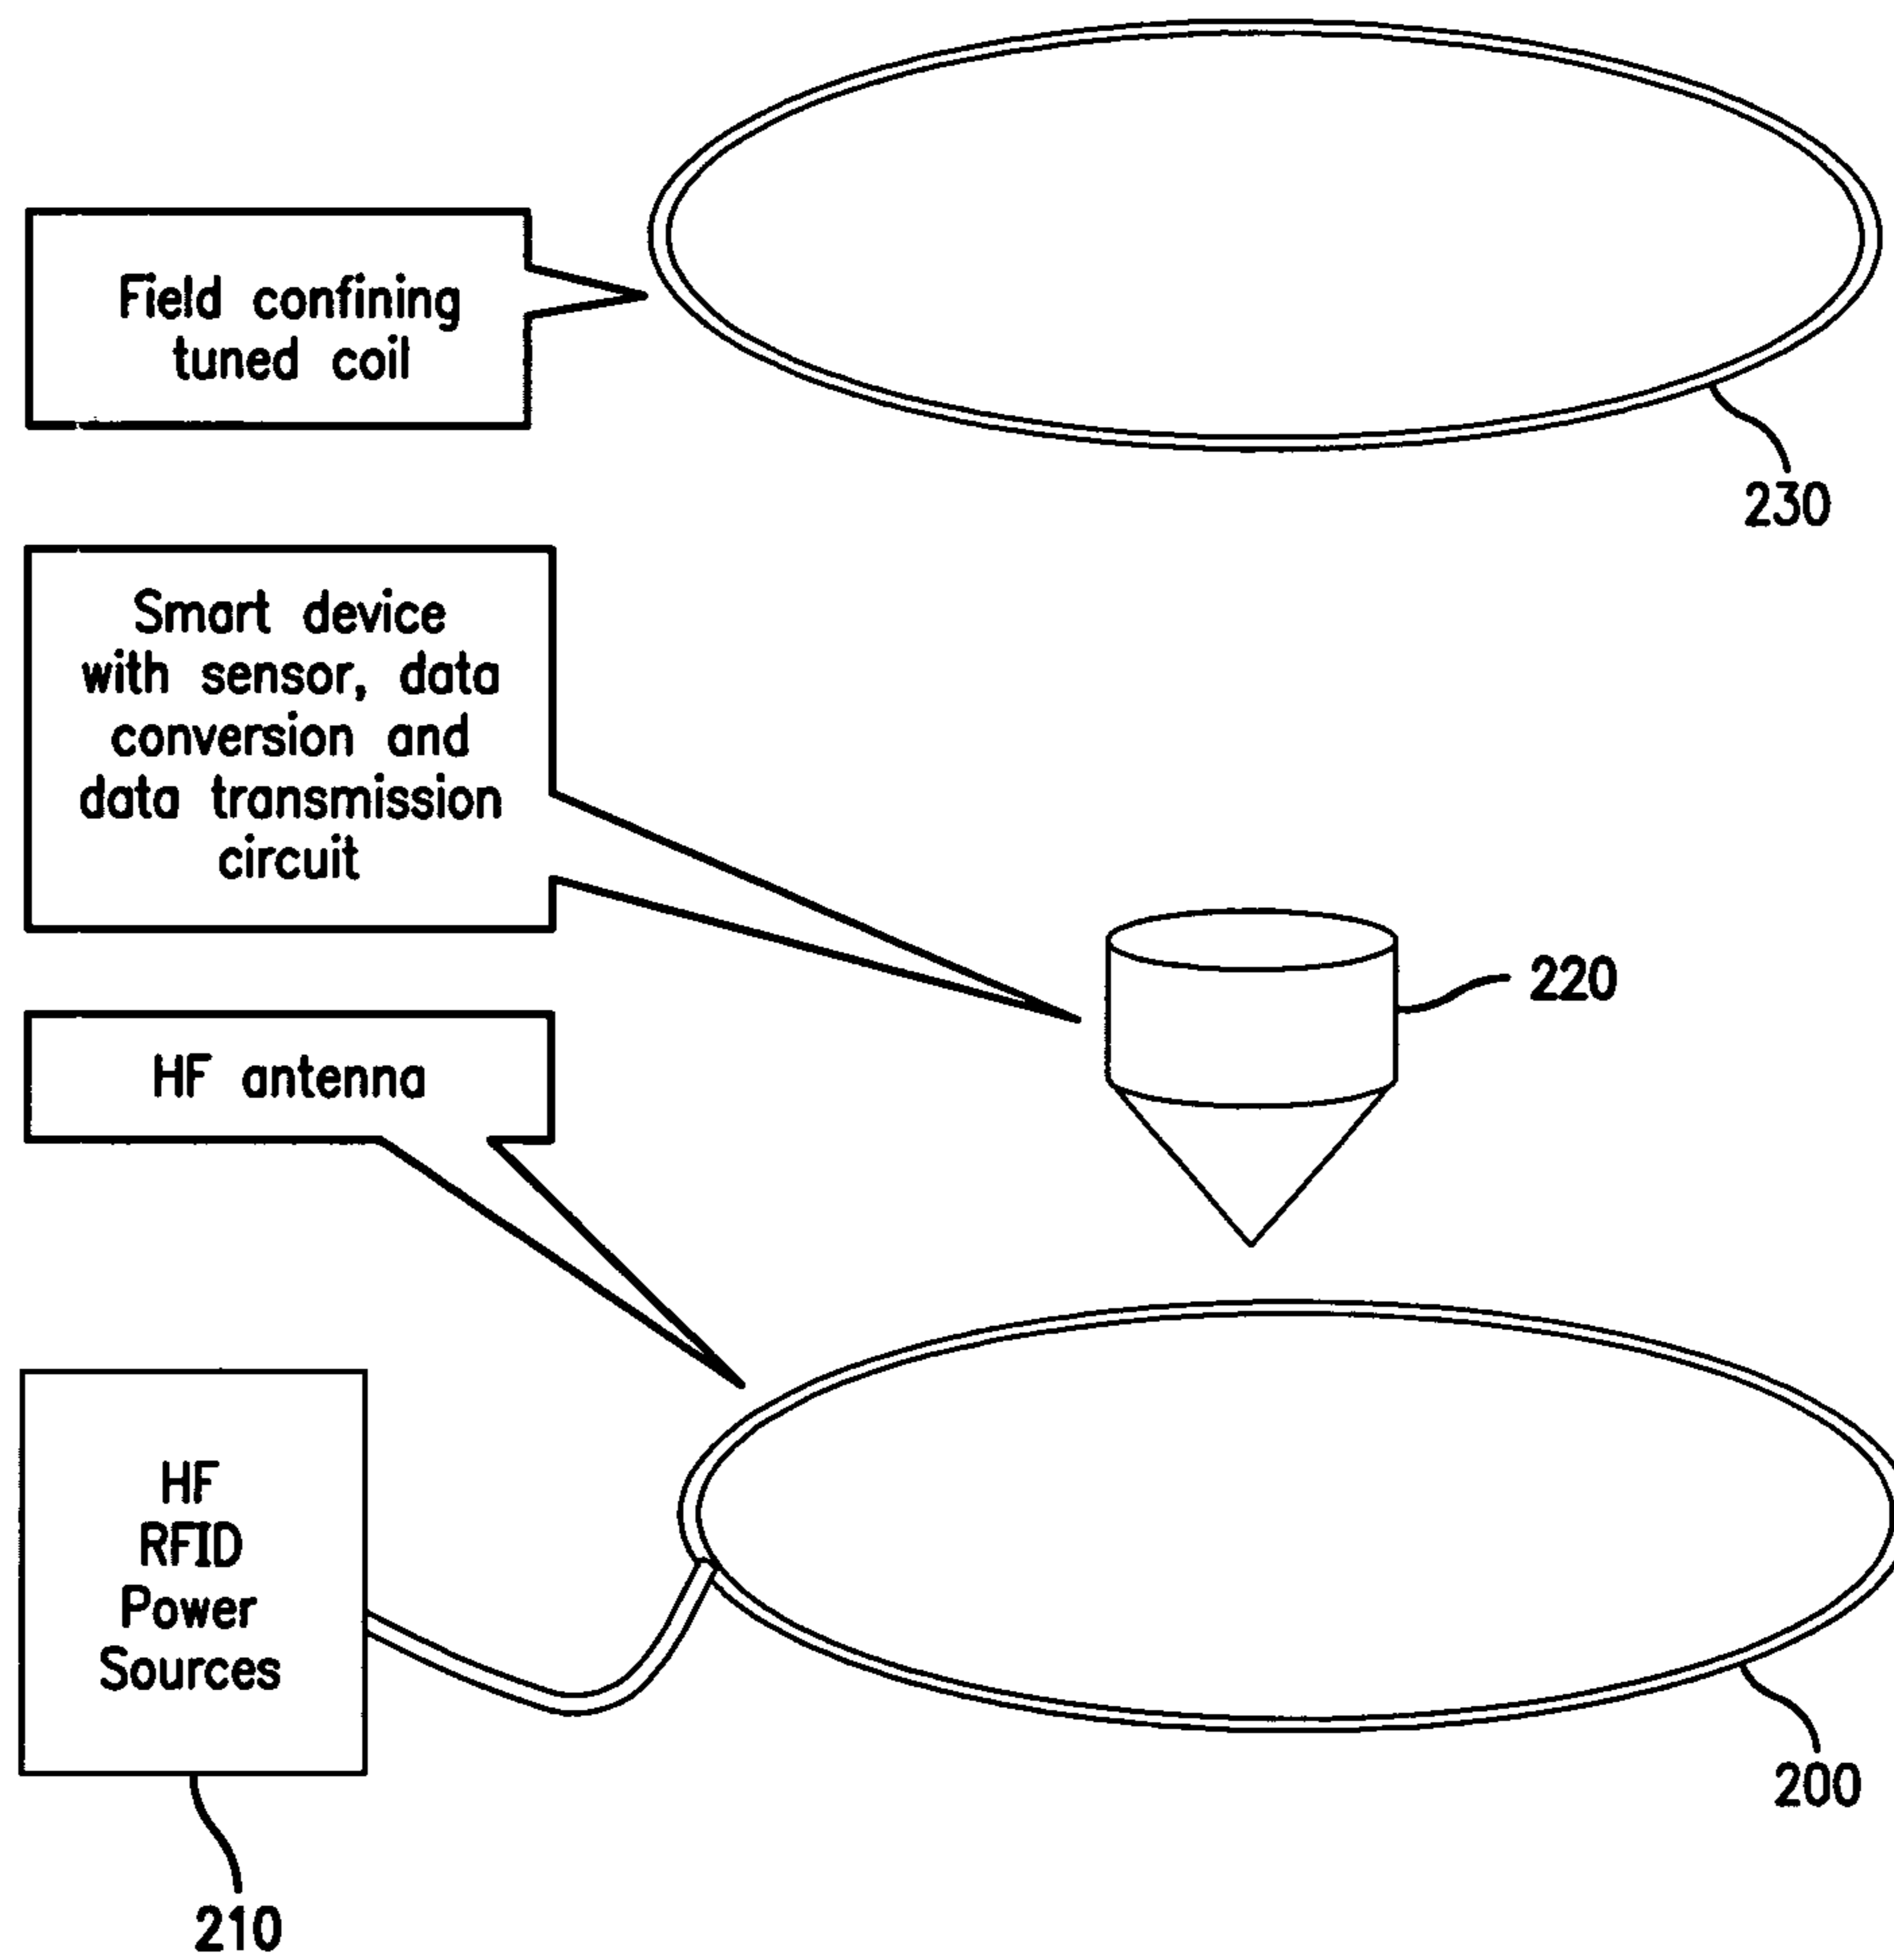 Field confining
tuned coil
230
Smart device
with sensor, data
conversion and
data transmission
circuit
220
HF antenna
HF
RFID
Power
Sources
200
210